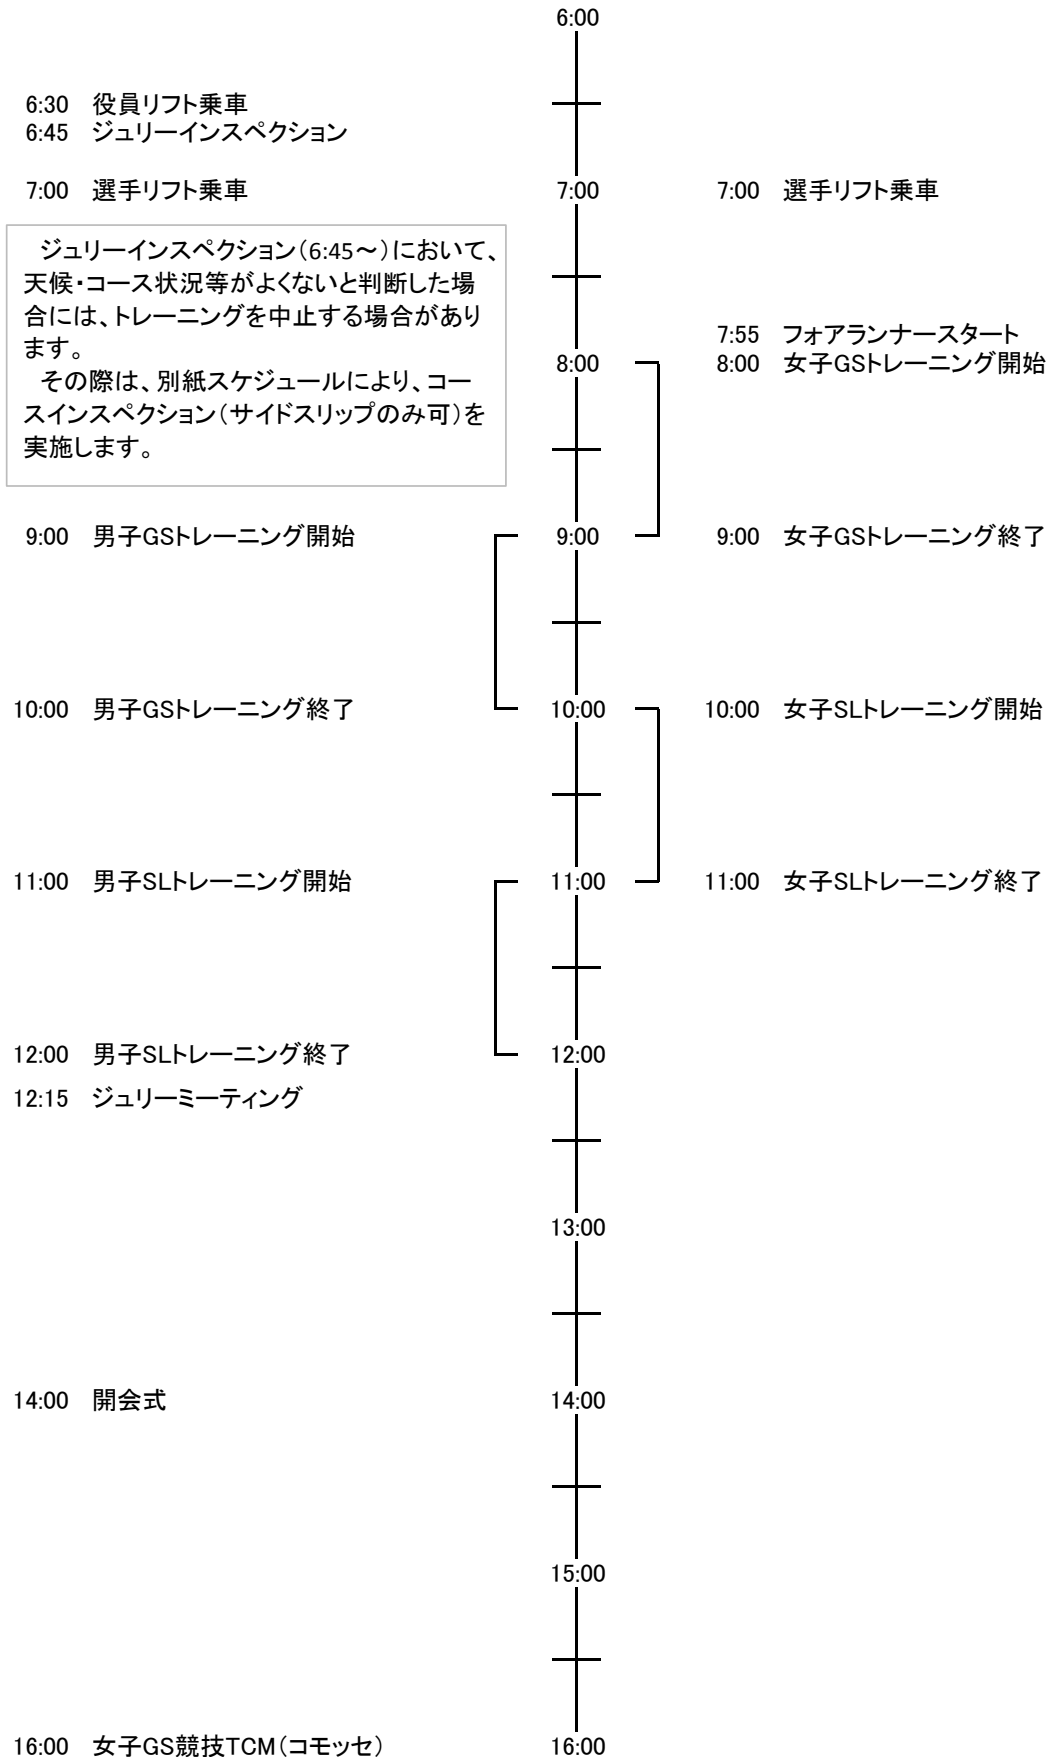 6:00
6:30 役員リフト乗車
6:45 ジュリーインスペクション
7:00 選手リフト乗車
7:00
7:00 選手リフト乗車
ジュリーインスペクション（6:45～）において、
天候・コース状況等がよくないと判断した場
合には、トレーニングを中止する場合があり
ます。
その際は、別紙スケジュールにより、コー
スインスペクション（サイドスリップのみ可）を
実施します。
7:55 フォアランナースタート
8:00
8:00 女子GSトレーニング開始
9:00 男子GSトレーニング開始
9:00
9:00 女子GSトレーニング終了
10:00 男子GSトレーニング終了
10:00
10:00 女子SLトレーニング開始
11:00 男子SLトレーニング開始
11:00
11:00 女子SLトレーニング終了
12:00 男子SLトレーニング終了
12:00
12:15 ジュリーミーティング
13:00
14:00 開会式
14:00
15:00
16:00 女子GS競技TCM（コモッセ）
16:00